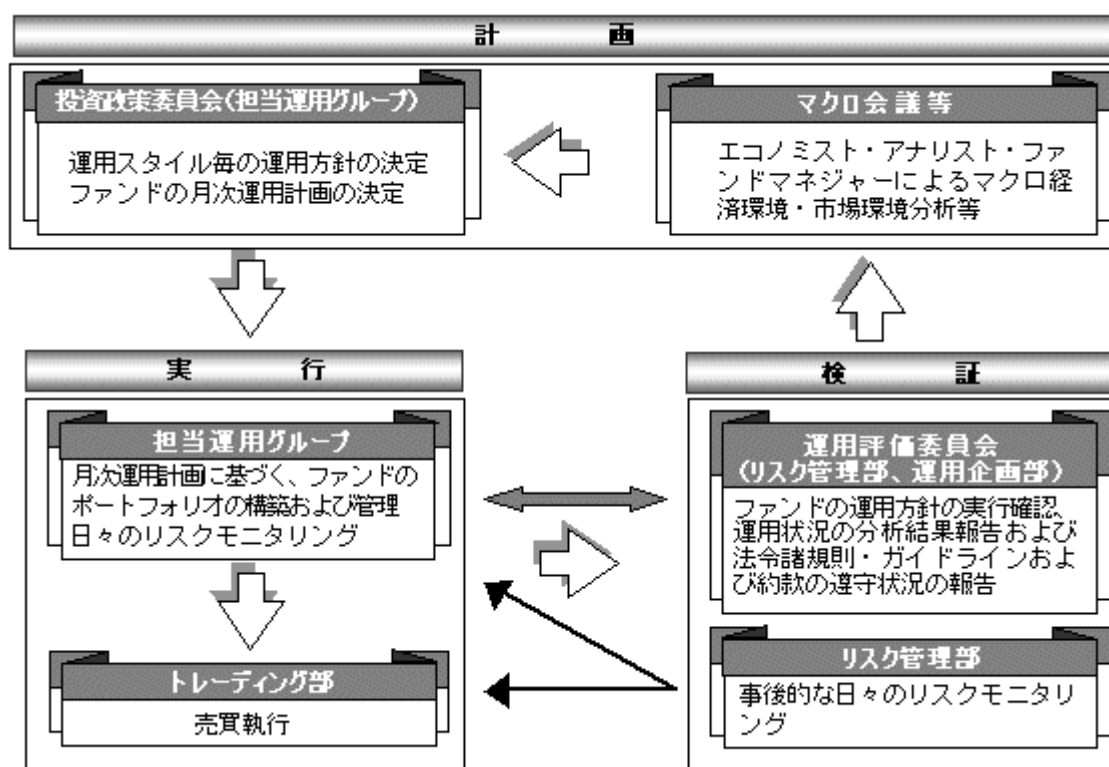 計画
投資政策委員会(担当運用グループ)
運用スタイル毎の運用方針の決定
ファンドの月次運用計画の決定
マクロ会議等
エコノミスト・アナリスト・ファ
ンドマネジャーによるマクロ経
済環境・市場環境分析等
実行
担当運用グループ
月次運用計画に基づく、ファンドの
ポートフォリオの構築および管理
日々のリスクモニタリング
トレーディング部
売買執行
検証
運用評価委員会
(リスク管理部、運用企画部)
ファンドの運用方針の実行確認、
運用状況の分析結果報告および
法令諸規則・ガイドラインおよ
び約款の遵守状況の報告
リスク管理部
事後的な日々のリスクモニタリ
ング